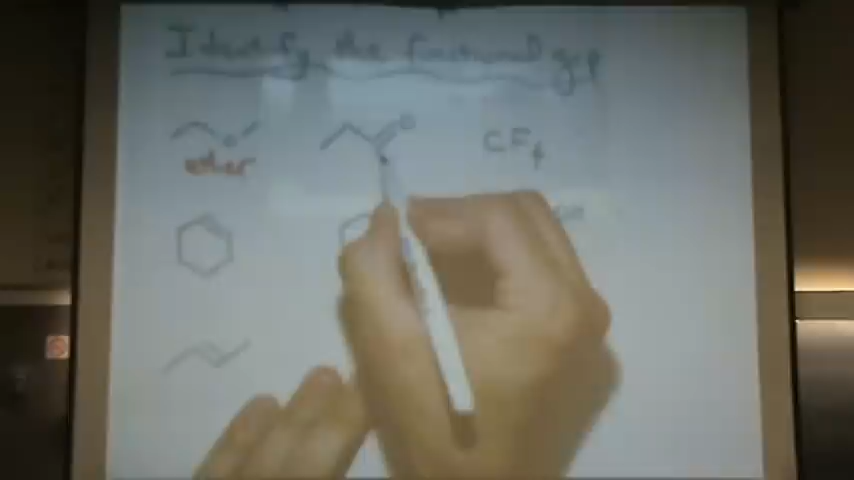 Identify the functional grp
O O CF4
ether